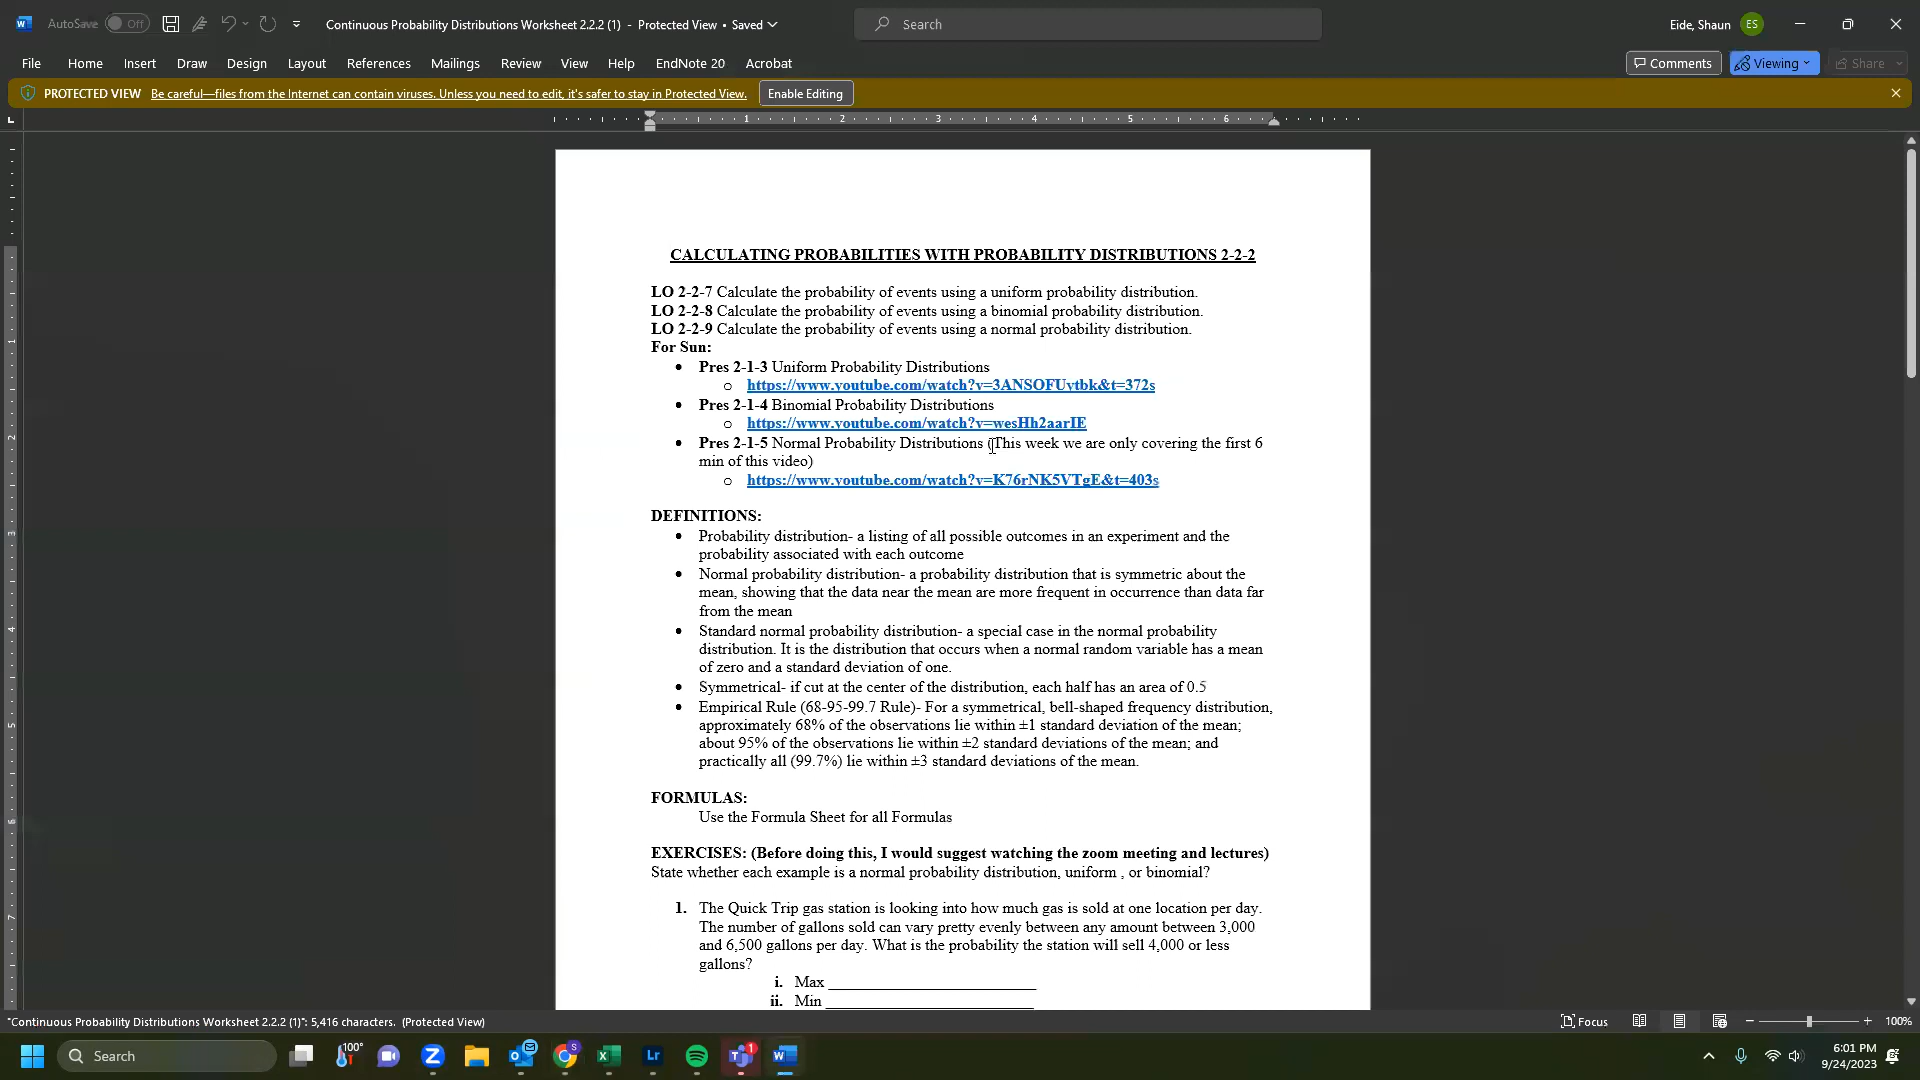 AutoSave Off Continuous Probability Distributions Worksheet 2.2.2 (1) - Protected View • Saved Search Eide, Shaun ES
File Home Insert Draw Design Layout References Mailings Review View Help EndNote 20 Acrobat Comments Viewing Share
PROTECTED VIEW Be careful—files from the Internet can contain viruses. Unless you need to edit, it's safer to stay in Protected View. Enable Editing
1 2 3 4 5 6
CALCULATING PROBABILITIES WITH PROBABILITY DISTRIBUTIONS 2-2-2
LO 2-2-7 Calculate the probability of events using a uniform probability distribution.
LO 2-2-8 Calculate the probability of events using a binomial probability distribution.
LO 2-2-9 Calculate the probability of events using a normal probability distribution.
For Sun:
• Pres 2-1-3 Uniform Probability Distributions
o https://www.youtube.com/watch?v=3ANSOFUvtbk&t=372s
• Pres 2-1-4 Binomial Probability Distributions
o https://www.youtube.com/watch?v=wesHh2aarIE
• Pres 2-1-5 Normal Probability Distributions (This week we are only covering the first 6
min of this video)
o https://www.youtube.com/watch?v=K76rNK5VTgE&t=403s
DEFINITIONS:
• Probability distribution- a listing of all possible outcomes in an experiment and the
probability associated with each outcome
• Normal probability distribution- a probability distribution that is symmetric about the
mean, showing that the data near the mean are more frequent in occurrence than data far
from the mean
• Standard normal probability distribution- a special case in the normal probability
distribution. It is the distribution that occurs when a normal random variable has a mean
of zero and a standard deviation of one.
• Symmetrical- if cut at the center of the distribution, each half has an area of 0.5
• Empirical Rule (68-95-99.7 Rule)- For a symmetrical, bell-shaped frequency distribution,
approximately 68% of the observations lie within ±1 standard deviation of the mean;
about 95% of the observations lie within ±2 standard deviations of the mean; and
practically all (99.7%) lie within ±3 standard deviations of the mean.
FORMULAS:
Use the Formula Sheet for all Formulas
EXERCISES: (Before doing this, I would suggest watching the zoom meeting and lectures)
State whether each example is a normal probability distribution, uniform , or binomial?
1. The Quick Trip gas station is looking into how much gas is sold at one location per day.
The number of gallons sold can vary pretty evenly between any amount between 3,000
and 6,500 gallons per day. What is the probability the station will sell 4,000 or less
gallons?
i. Max
ii. Min
1 2 3 4 5 6 7
"Continuous Probability Distributions Worksheet 2.2.2 (1)": 5,416 characters. (Protected View) Focus 100%
Search 100° 6:01 PM
9/24/2023